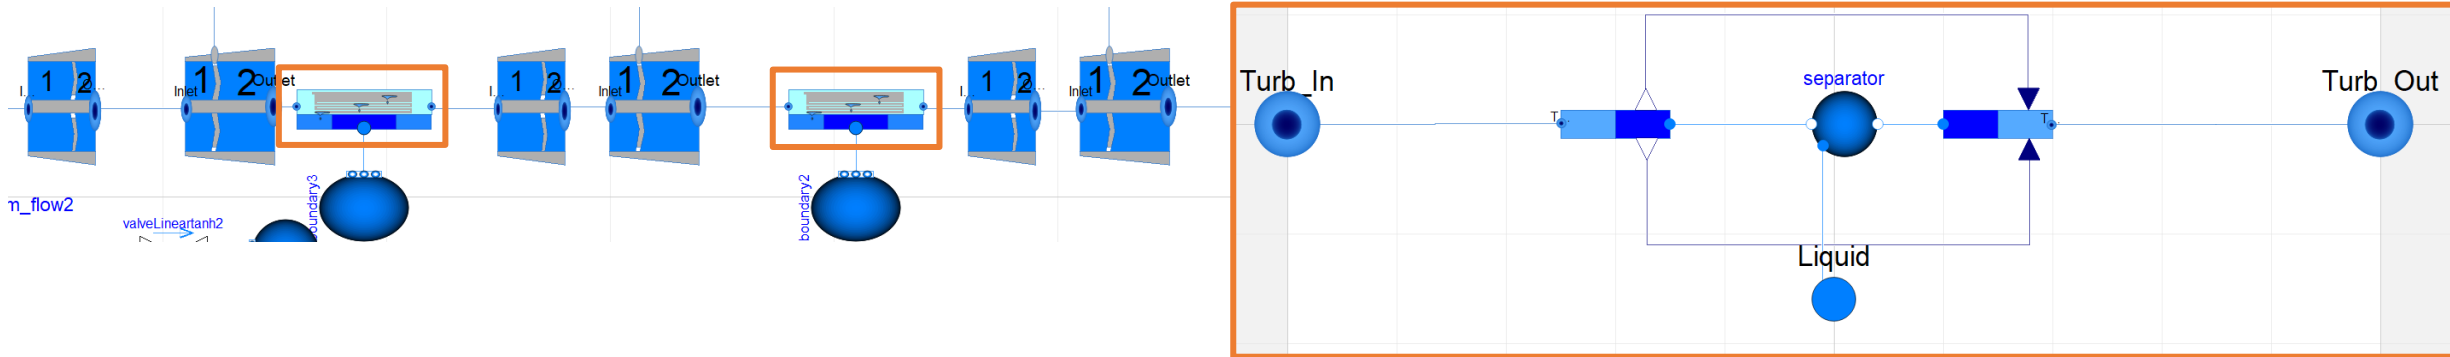 1 2
I...
O...
1 2
Inlet
Outlet
1 2
I...
O...
1 2
Inlet
Outlet
1 2
I...
O...
1 2
Inlet
Outlet
boundary3
boundary2
m_flow2
valveLineartanh2
Turb_In
separator
Turb_Out
T...
T...
Liquid